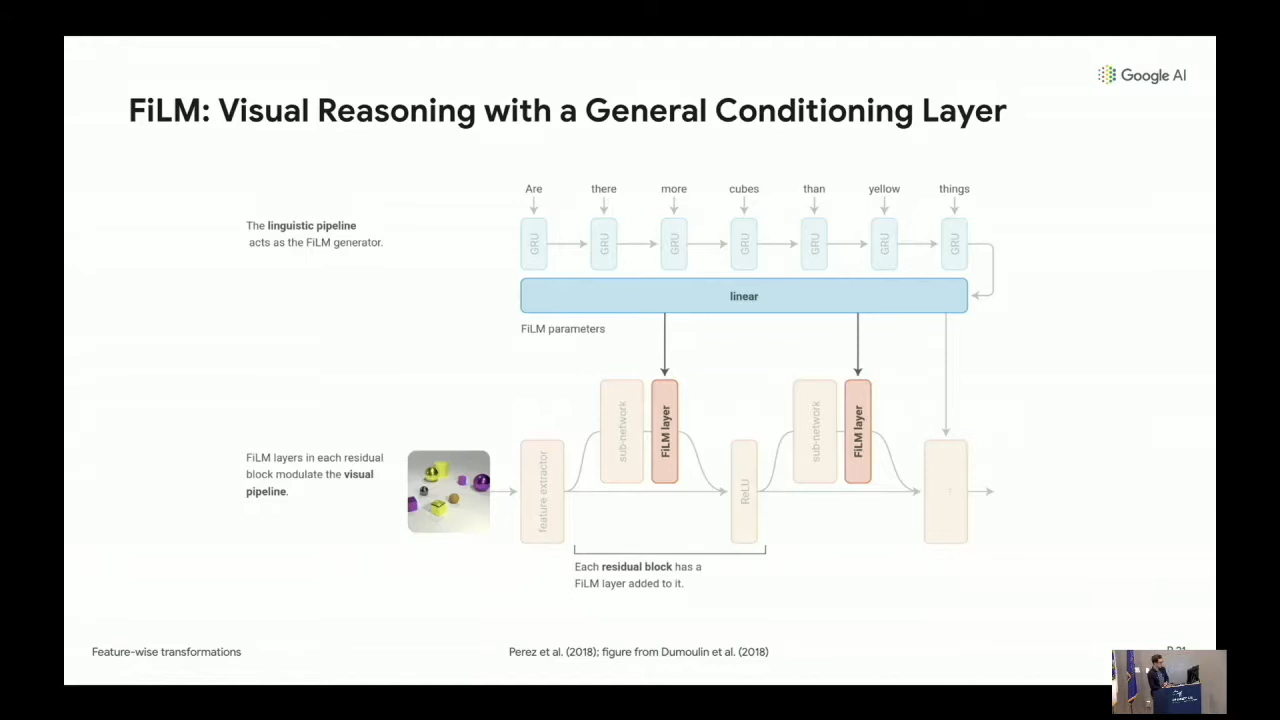 Google AI
FiLM: Visual Reasoning with a General Conditioning Layer
Are there more cubes than yellow things
The linguistic pipeline
acts as the FiLM generator.
GRU GRU GRU GRU GRU GRU GRU
linear
FiLM parameters
sub-network FiLM layer sub-network FiLM layer
FiLM layers in each residual
block modulate the visual
pipeline.
feature extractor ReLU
Each residual block has a
FiLM layer added to it.
Feature-wise transformations
Perez et al. (2018); figure from Dumoulin et al. (2018)